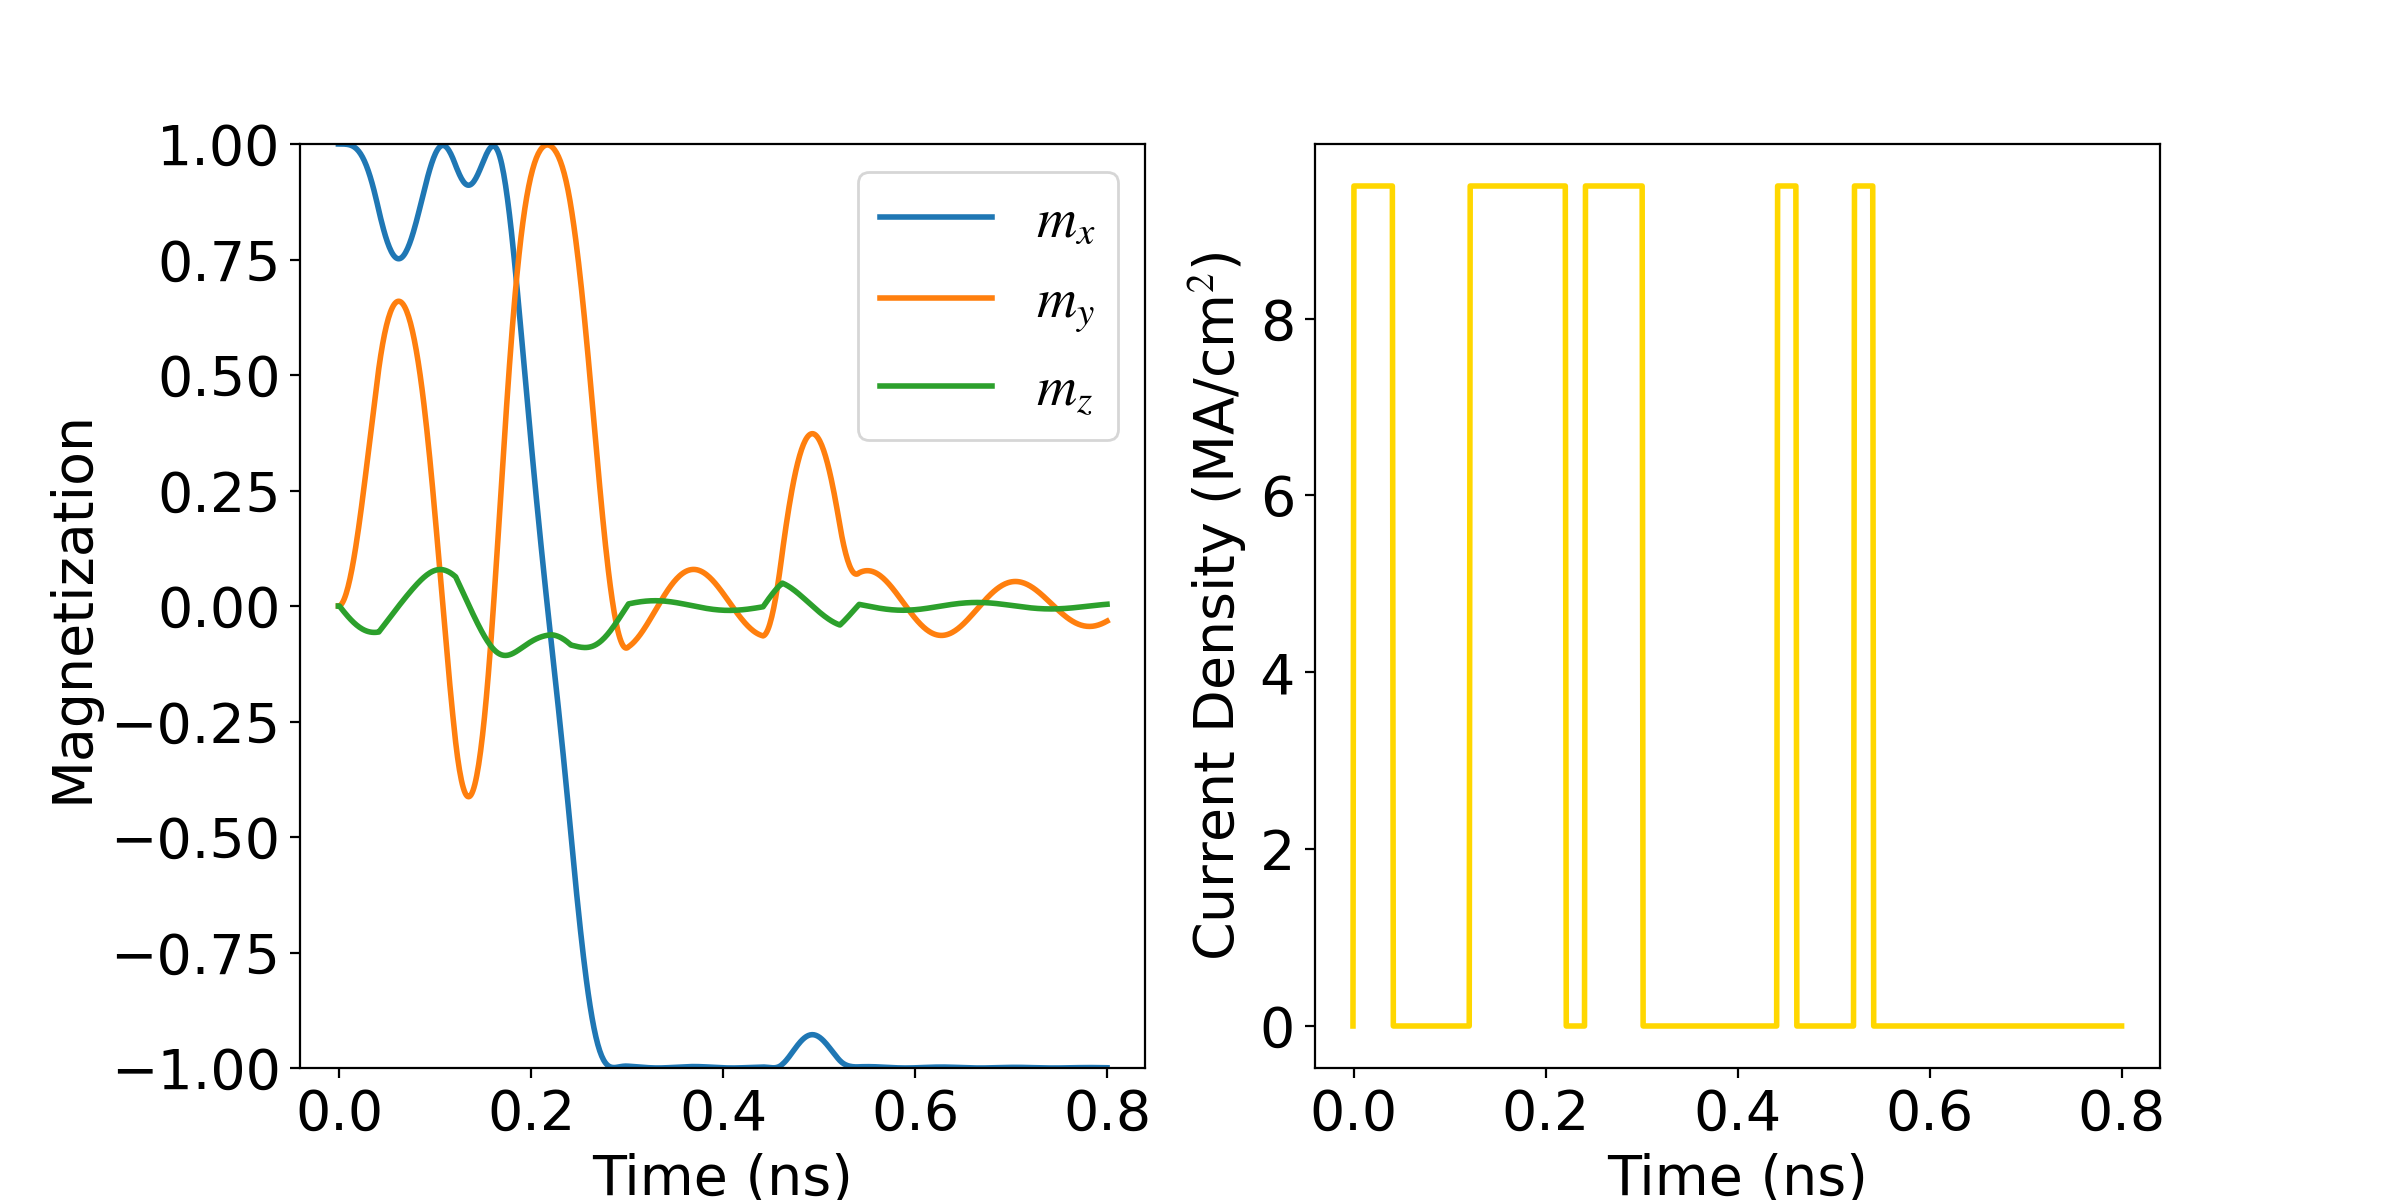 Magnetization
1.00
0.75
0.50
0.25
0.00
−0.25
−0.50
−0.75
−1.00
0.0 0.2 0.4 0.6 0.8
Time (ns)
m_x
m_y
m_z
Current Density (MA/cm²)
8
6
4
2
0
0.0 0.2 0.4 0.6 0.8
Time (ns)